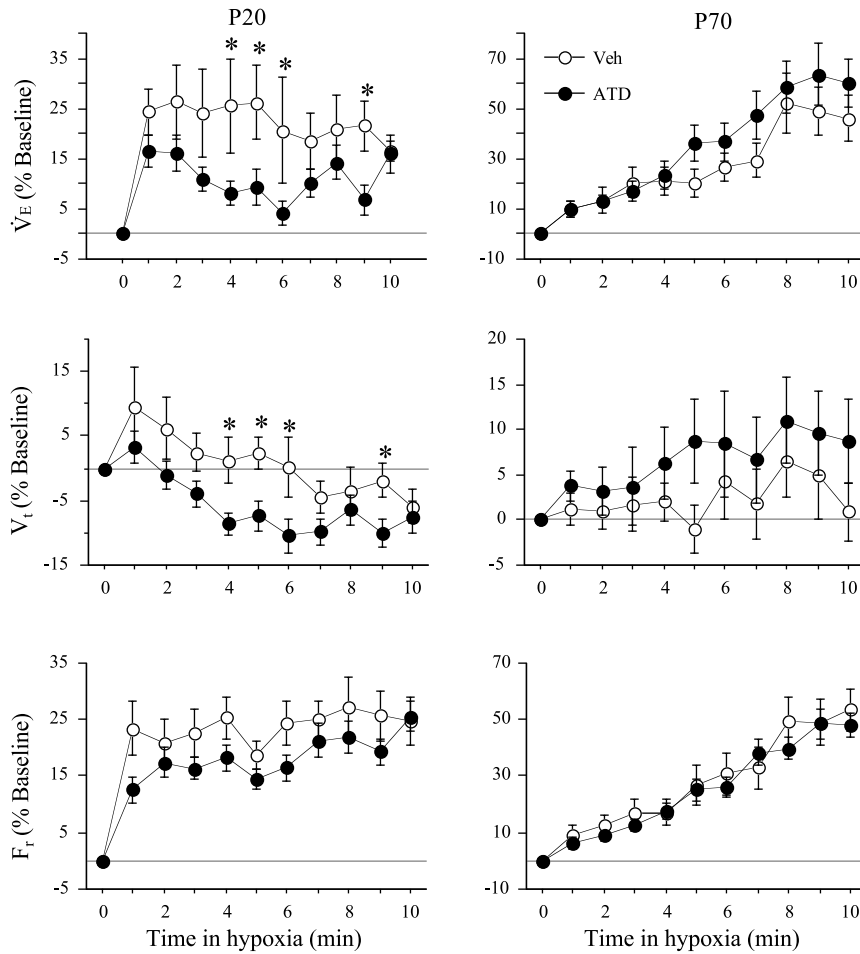 P20
P70
35
25
15
5
-5
V̇E (% Baseline)
* * * *
0 2 4 6 8 10
70
50
30
10
-10
Veh
ATD
0 2 4 6 8 10
15
5
-5
-15
Vt (% Baseline)
* * * *
0 2 4 6 8 10
20
15
10
5
0
-5
0 2 4 6 8 10
35
25
15
5
-5
Fr (% Baseline)
0 2 4 6 8 10
Time in hypoxia (min)
70
50
30
10
-10
0 2 4 6 8 10
Time in hypoxia (min)